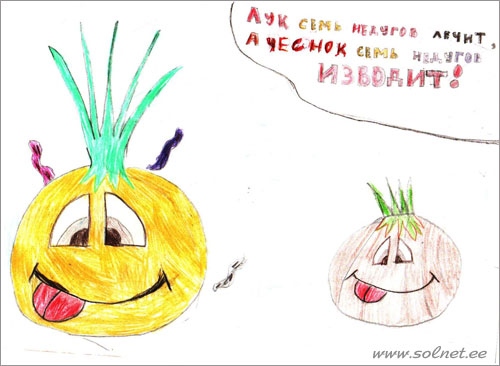 ЛУК СЕМЬ НЕДУГОВ ЛЕЧИТ,
А ЧЕСНОК СЕМЬ НЕДУГОВ
ИЗВОДИТ!
www.solnet.ee